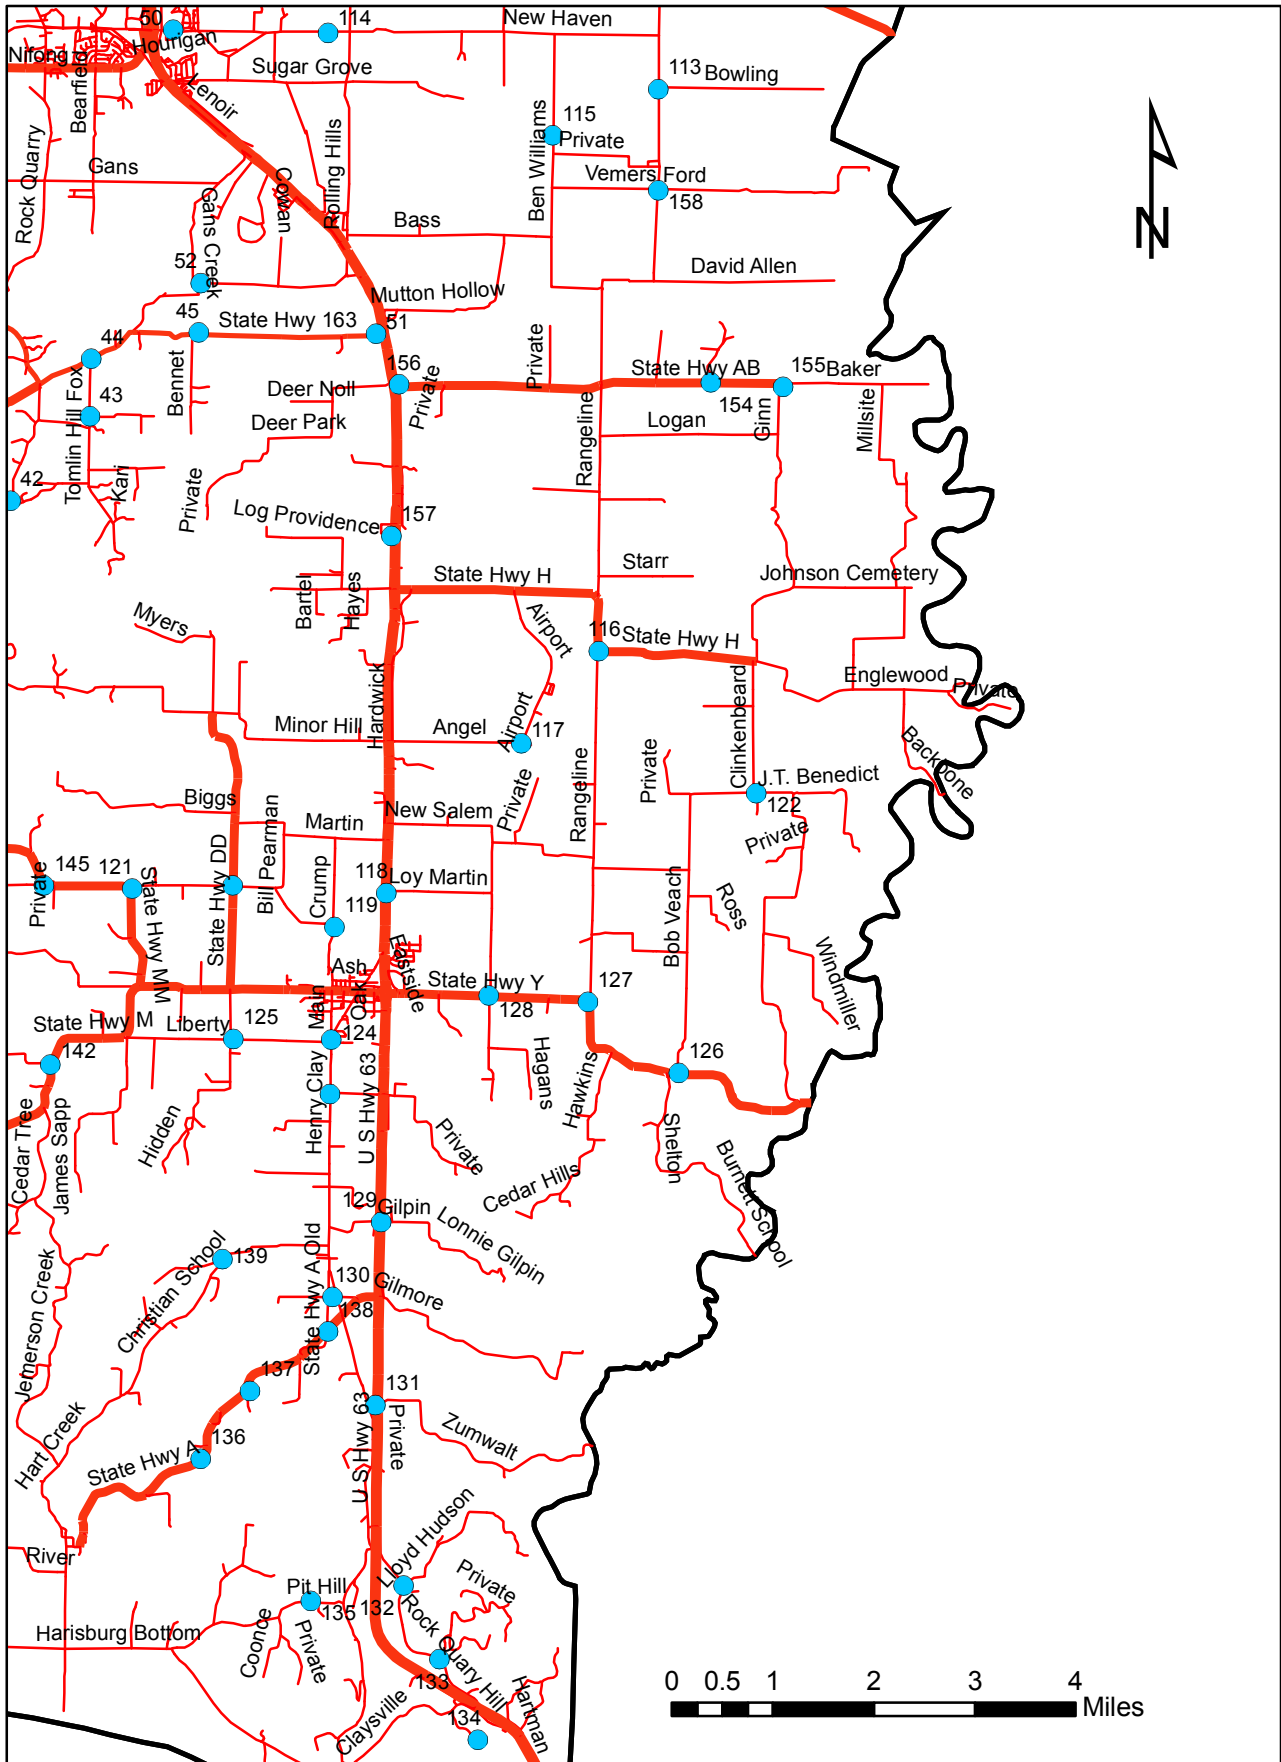 50
114
New Haven
Hourigan
Nifong
Bearfield
Sugar Grove
Lenoir
113
Bowling
115
Private
Ben Williams
Rock Quarry
Gans
Rolling Hills
Cowan
Gans Creek
Vemers Ford
158
Bass
52
David Allen
Mutton Hollow
45
State Hwy 163
51
44
Private
156
Bennet
Deer Noll
Private
State Hwy AB
155
Baker
Tomlin Hill Fox
43
154
Deer Park
Logan
Ginn
Millsite
Rangeline
42
Kari
Private
Log Providence
157
State Hwy H
Starr
Johnson Cemetery
Bartel
Hayes
Airport
Myers
116
State Hwy H
Englewood
Private
Hardwick
Minor Hill
Angel
Airport
117
Clinkenbeard
Backbone
Private
Rangeline
J.T. Benedict
122
Biggs
New Salem
Private
Martin
Private
Bill Pearman
State Hwy DD
145
121
118
Loy Martin
Crump
119
Private
State Hwy MM
Bob Veach
Ross
Windmiller
Ash
Eastside
State Hwy Y
127
128
Main
Oak
State Hwy M
Liberty
125
124
126
142
Hagans
Hawkins
Henry Clay
U S Hwy 63
Private
Hidden
Cedar Tree
James Sapp
Shelton
Cedar Hills
Burnett School
129
Gilpin
Lonnie Gilpin
139
Christian School
State Hwy A Old
130
Gilmore
138
Jemerson Creek
137
131
Private
U S Hwy 63
Zumwalt
136
Hart Creek
State Hwy A
Lloyd Hudson
River
Private
Pit Hill
135
132
Rock Quary Hill
Harisburg Bottom
Coonce
Private
133
Hartman
134
Claysville
N
0 0.5 1 2 3 4
Miles